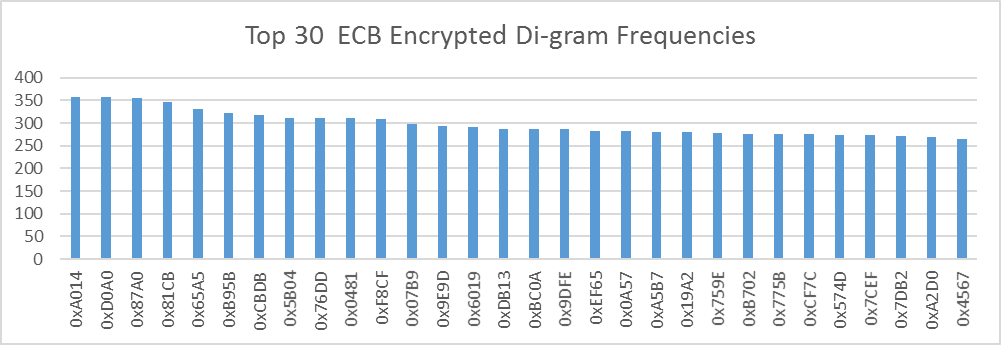 Top 30 ECB Encrypted Di-gram Frequencies
400
350
300
250
200
150
100
50
0
0xA014
0xD0A0
0x87A0
0x81CB
0x65A5
0xB95B
0xCBDB
0x5B04
0x76DD
0x0481
0xF8CF
0x07B9
0x9E9D
0x6019
0xDB13
0xBC0A
0x9DFE
0xEF65
0x0A57
0xA5B7
0x19A2
0x759E
0xB702
0x775B
0xCF7C
0x574D
0x7CEF
0x7DB2
0xA2D0
0x4567